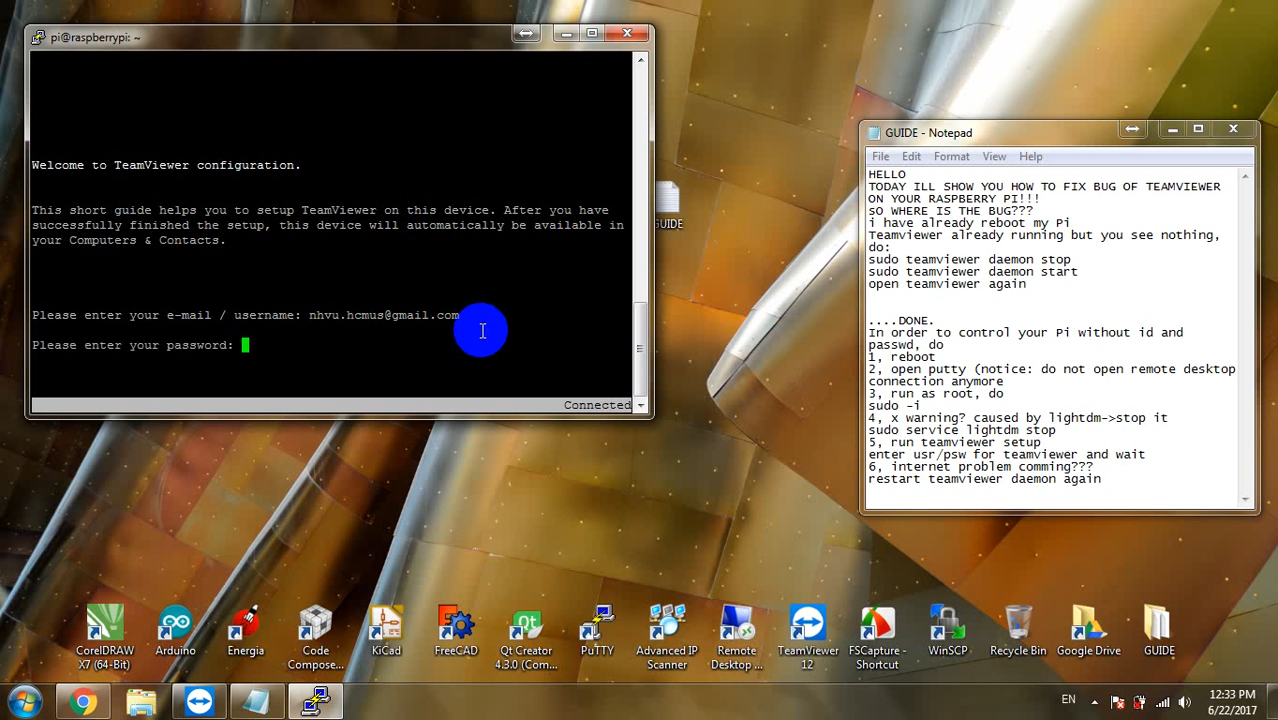 pi@raspberrypi: ~
Welcome to TeamViewer configuration.
This short guide helps you to setup TeamViewer on this device. After you have
successfully finished the setup, this device will automatically be available in
your Computers & Contacts.
Please enter your e-mail / username: nhvu.hcmus@gmail.com
Please enter your password:
Connected
GUIDE
GUIDE - Notepad
File Edit Format View Help
HELLO
TODAY ILL SHOW YOU HOW TO FIX BUG OF TEAMVIEWER
ON YOUR RASPBERRY PI!!!
SO WHERE IS THE BUG???
i have already reboot my Pi
Teamviewer already running but you see nothing,
do:
sudo teamviewer daemon stop
sudo teamviewer daemon start
open teamviewer again
....DONE.
In order to control your Pi without id and
passwd, do
1, reboot
2, open putty (notice: do not open remote desktop
connection anymore
3, run as root, do
sudo -i
4, x warning? caused by lightdm->stop it
sudo service lightdm stop
5, run teamviewer setup
enter usr/psw for teamviewer and wait
6, internet problem comming???
restart teamviewer daemon again
CorelDRAW
X7 (64-Bit)
Arduino
Energia
Code
Compose...
KiCad
FreeCAD
Qt Creator
4.3.0 (Com...
PuTTY
Advanced IP
Scanner
Remote
Desktop ...
TeamViewer
12
FSCapture -
Shortcut
WinSCP
Recycle Bin
Google Drive
GUIDE
EN
12:33 PM
6/22/2017